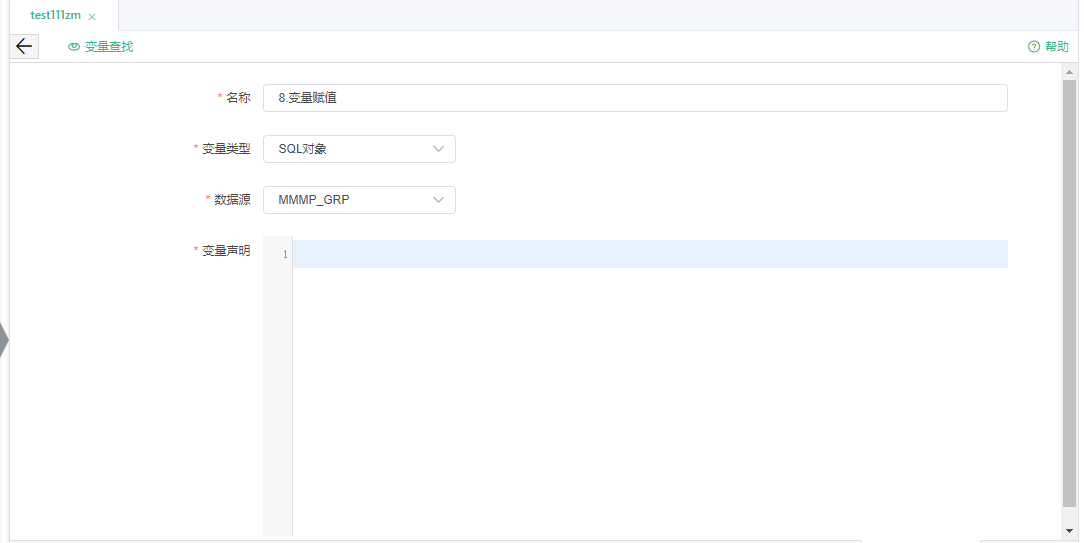 test111zm
变量查找
帮助
* 名称 8.变量赋值
* 变量类型 SQL对象
* 数据源 MMMP_GRP
* 变量声明
1